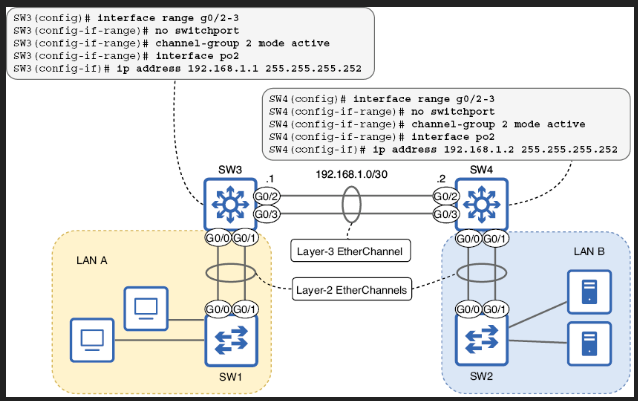 SW3(config)# interface range g0/2-3
SW3(config-if-range)# no switchport
SW3(config-if-range)# channel-group 2 mode active
SW3(config-if-range)# interface po2
SW3(config-if)# ip address 192.168.1.1 255.255.255.252
SW4(config)# interface range g0/2-3
SW4(config-if-range)# no switchport
SW4(config-if-range)# channel-group 2 mode active
SW4(config-if-range)# interface po2
SW4(config-if)# ip address 192.168.1.2 255.255.255.252
SW3 .1 192.168.1.0/30 .2 SW4
G0/2 G0/2
G0/3 G0/3
G0/0 G0/1 G0/0 G0/1
Layer-3 EtherChannel
LAN A LAN B
Layer-2 EtherChannels
G0/0 G0/1 G0/0 G0/1
SW1 SW2